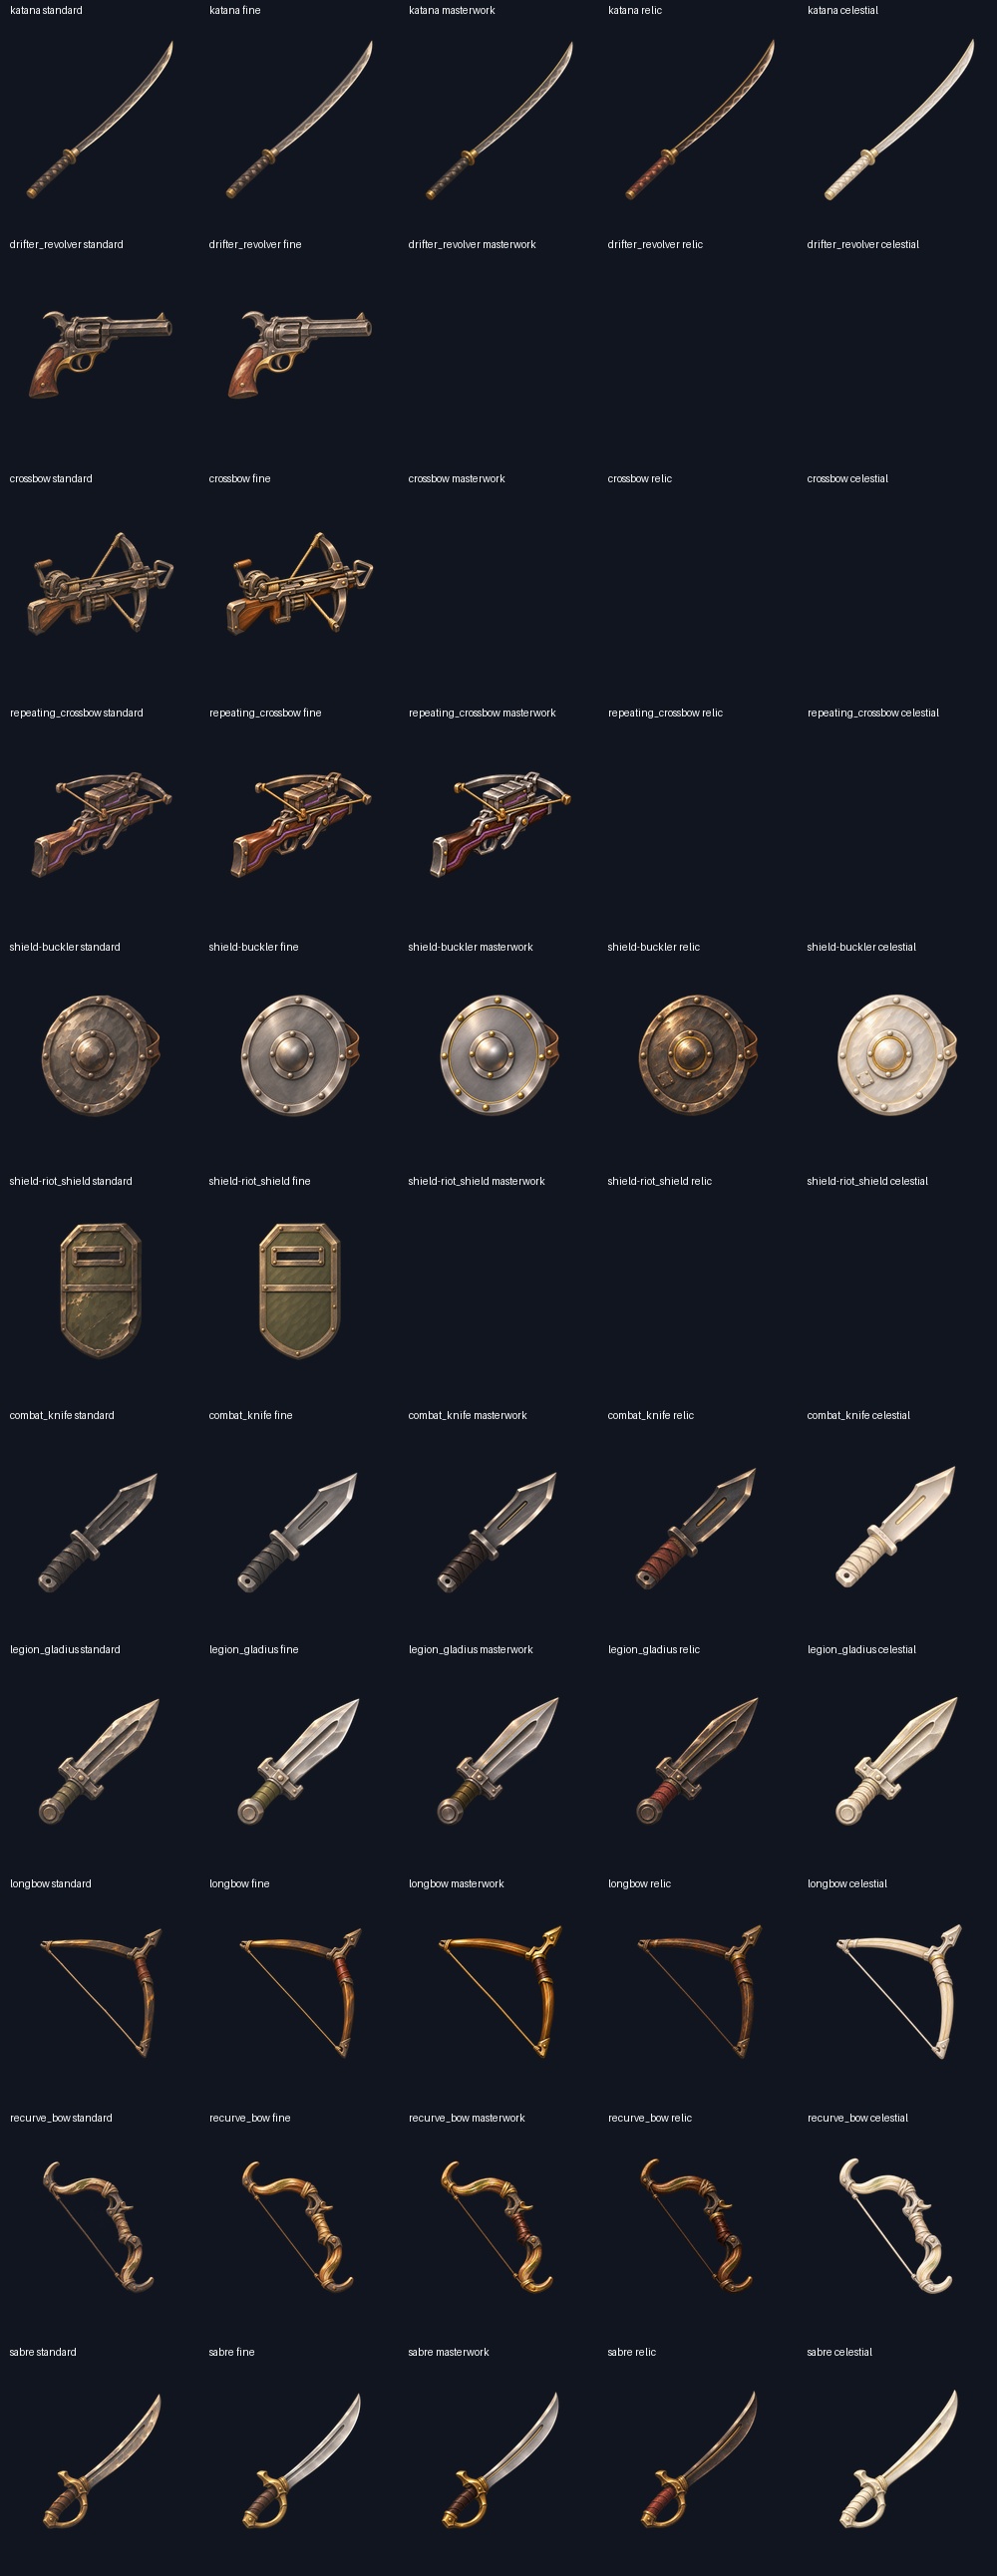 katana standard katana fine katana masterwork katana relic katana celestial
drifter_revolver standard drifter_revolver fine drifter_revolver masterwork drifter_revolver relic drifter_revolver celestial
crossbow standard crossbow fine crossbow masterwork crossbow relic crossbow celestial
repeating_crossbow standard repeating_crossbow fine repeating_crossbow masterwork repeating_crossbow relic repeating_crossbow celestial
shield-buckler standard shield-buckler fine shield-buckler masterwork shield-buckler relic shield-buckler celestial
shield-riot_shield standard shield-riot_shield fine shield-riot_shield masterwork shield-riot_shield relic shield-riot_shield celestial
combat_knife standard combat_knife fine combat_knife masterwork combat_knife relic combat_knife celestial
legion_gladius standard legion_gladius fine legion_gladius masterwork legion_gladius relic legion_gladius celestial
longbow standard longbow fine longbow masterwork longbow relic longbow celestial
recurve_bow standard recurve_bow fine recurve_bow masterwork recurve_bow relic recurve_bow celestial
sabre standard sabre fine sabre masterwork sabre relic sabre celestial